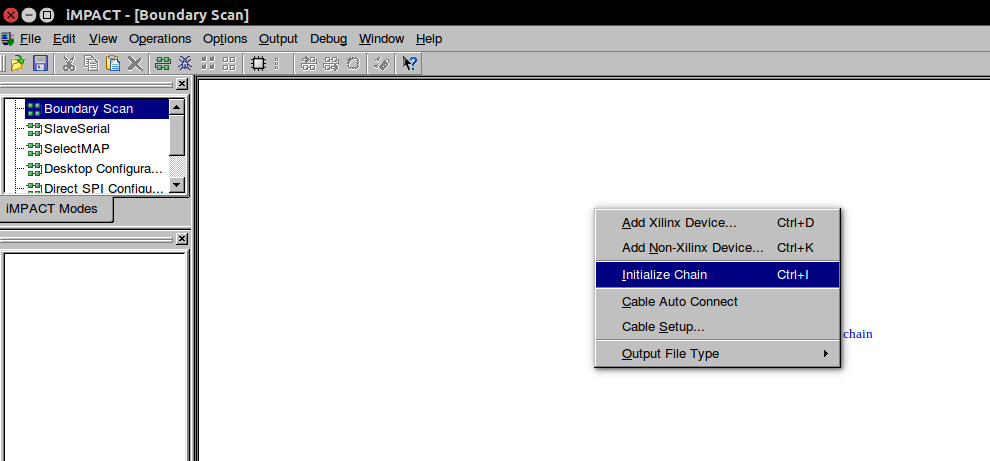 iMPACT - [Boundary Scan]
File Edit View Operations Options Output Debug Window Help
Boundary Scan
SlaveSerial
SelectMAP
Desktop Configura...
Direct SPI Configu...
iMPACT Modes
Add Xilinx Device... Ctrl+D
Add Non-Xilinx Device... Ctrl+K
Initialize Chain Ctrl+I
Cable Auto Connect
Cable Setup...
chain
Output File Type